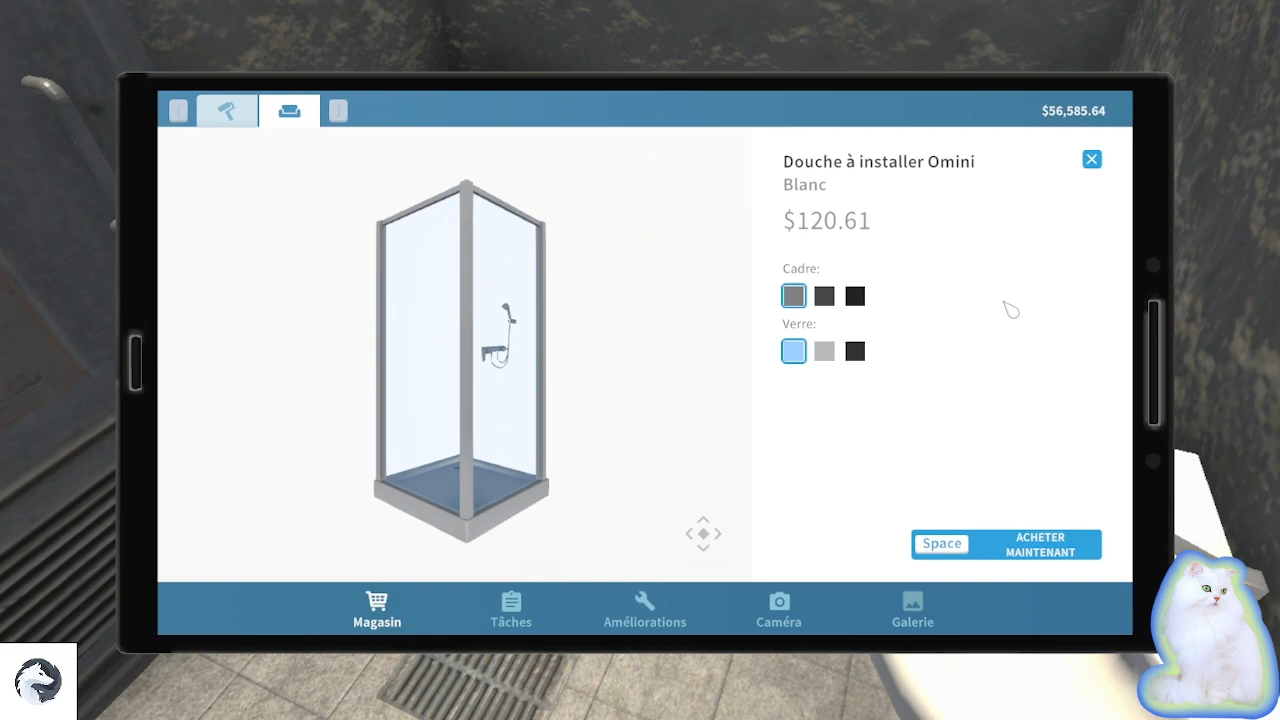 $56,585.64
Douche à installer Omini
Blanc
$120.61
Cadre:
Verre:
Space
ACHETER
MAINTENANT
Magasin
Tâches
Améliorations
Caméra
Galerie